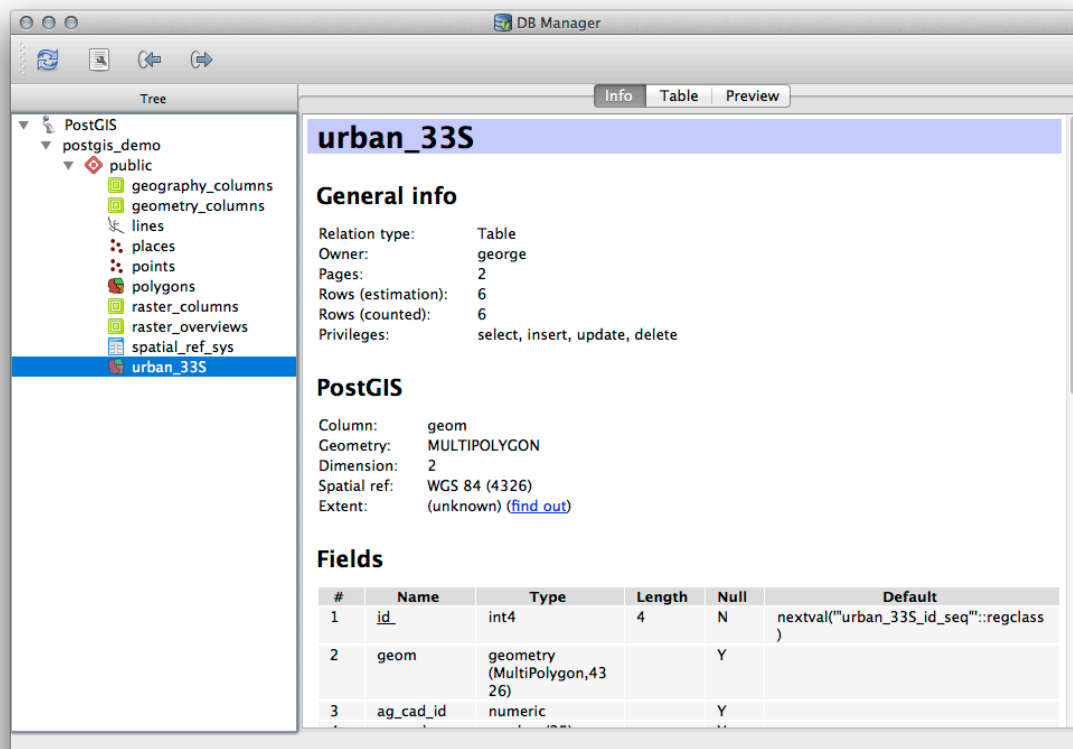 DB Manager
Tree
Info Table Preview
PostGIS
postgis_demo
public
geography_columns
geometry_columns
lines
places
points
polygons
raster_columns
raster_overviews
spatial_ref_sys
urban_33S
urban_33S
General info
Relation type: Table
Owner: george
Pages: 2
Rows (estimation): 6
Rows (counted): 6
Privileges: select, insert, update, delete
PostGIS
Column: geom
Geometry: MULTIPOLYGON
Dimension: 2
Spatial ref: WGS 84 (4326)
Extent: (unknown) (find out)
Fields
# Name Type Length Null Default
1 id int4 4 N nextval('"urban_33S_id_seq"'::regclass
)
2 geom geometry Y
(MultiPolygon,43
26)
3 ag_cad_id numeric Y